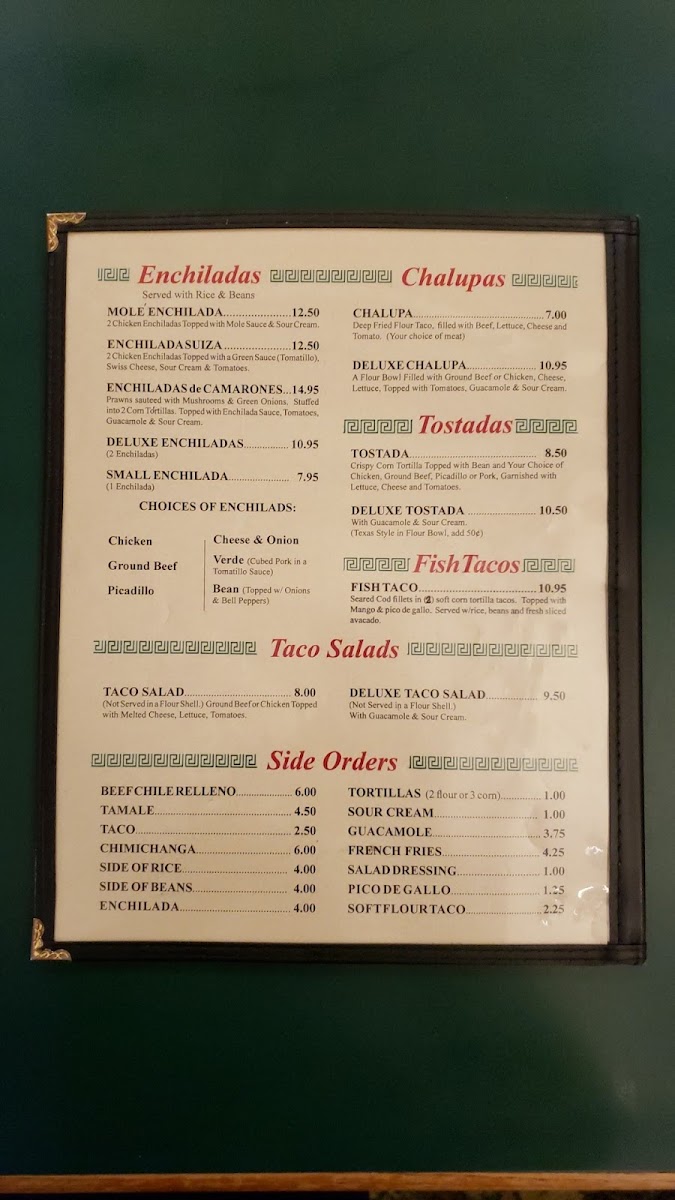 Enchiladas
Served with Rice & Beans
MOLE ENCHILADA......................12.50
2 Chicken Enchiladas Topped with Mole Sauce & Sour Cream.
ENCHILADA SUIZA......................12.50
2 Chicken Enchiladas Topped with a Green Sauce (Tomatillo),
Swiss Cheese, Sour Cream & Tomatoes.
ENCHILADAS de CAMARONES...14.95
Prawns sauteed with Mushrooms & Green Onions. Stuffed
into 2 Corn Tortillas. Topped with Enchilada Sauce, Tomatoes,
Guacamole & Sour Cream.
DELUXE ENCHILADAS................ 10.95
(2 Enchiladas)
SMALL ENCHILADA..................... 7.95
(1 Enchilada)
CHOICES OF ENCHILADS:
Chicken
Ground Beef
Picadillo
Cheese & Onion
Verde (Cubed Pork in a
Tomatillo Sauce)
Bean (Topped w/ Onions
& Bell Peppers)
Chalupas
CHALUPA............................................7.00
Deep Fried Flour Taco, filled with Beef, Lettuce, Cheese and
Tomato. (Your choice of meat)
DELUXE CHALUPA....................... 10.95
A Flour Bowl Filled with Ground Beef or Chicken, Cheese,
Lettuce, Topped with Tomatoes, Guacamole & Sour Cream.
Tostadas
TOSTADA........................................... 8.50
Crispy Corn Tortilla Topped with Bean and Your Choice of
Chicken, Ground Beef, Picadillo or Pork, Garnished with
Lettuce, Cheese and Tomatoes.
DELUXE TOSTADA ....................... 10.50
With Guacamole & Sour Cream.
(Texas Style in Flour Bowl, add 50¢)
Fish Tacos
FISH TACO........................................10.95
Seared Cod fillets in (2) soft corn tortilla tacos. Topped with
Mango & pico de gallo. Served w/rice, beans and fresh sliced
avacado.
Taco Salads
TACO SALAD.................................... 8.00
(Not Served in a Flour Shell.) Ground Beef or Chicken Topped
with Melted Cheese, Lettuce, Tomatoes.
DELUXE TACO SALAD................. 9.50
(Not Served in a Flour Shell.)
With Guacamole & Sour Cream.
Side Orders
BEEF CHILE RELLENO................... 6.00
TAMALE............................................. 4.50
TACO.................................................... 2.50
CHIMICHANGA................................ 6.00
SIDE OF RICE.................................... 4.00
SIDE OF BEANS................................. 4.00
ENCHILADA...................................... 4.00
TORTILLAS (2 flour or 3 corn)..............1.00
SOUR CREAM................................... 1.00
GUACAMOLE....................................3.75
FRENCH FRIES................................. 4.25
SALAD DRESSING........................... 1.00
PICO DE GALLO.............................. 1.25
SOFT FLOUR TACO......................... 2.25